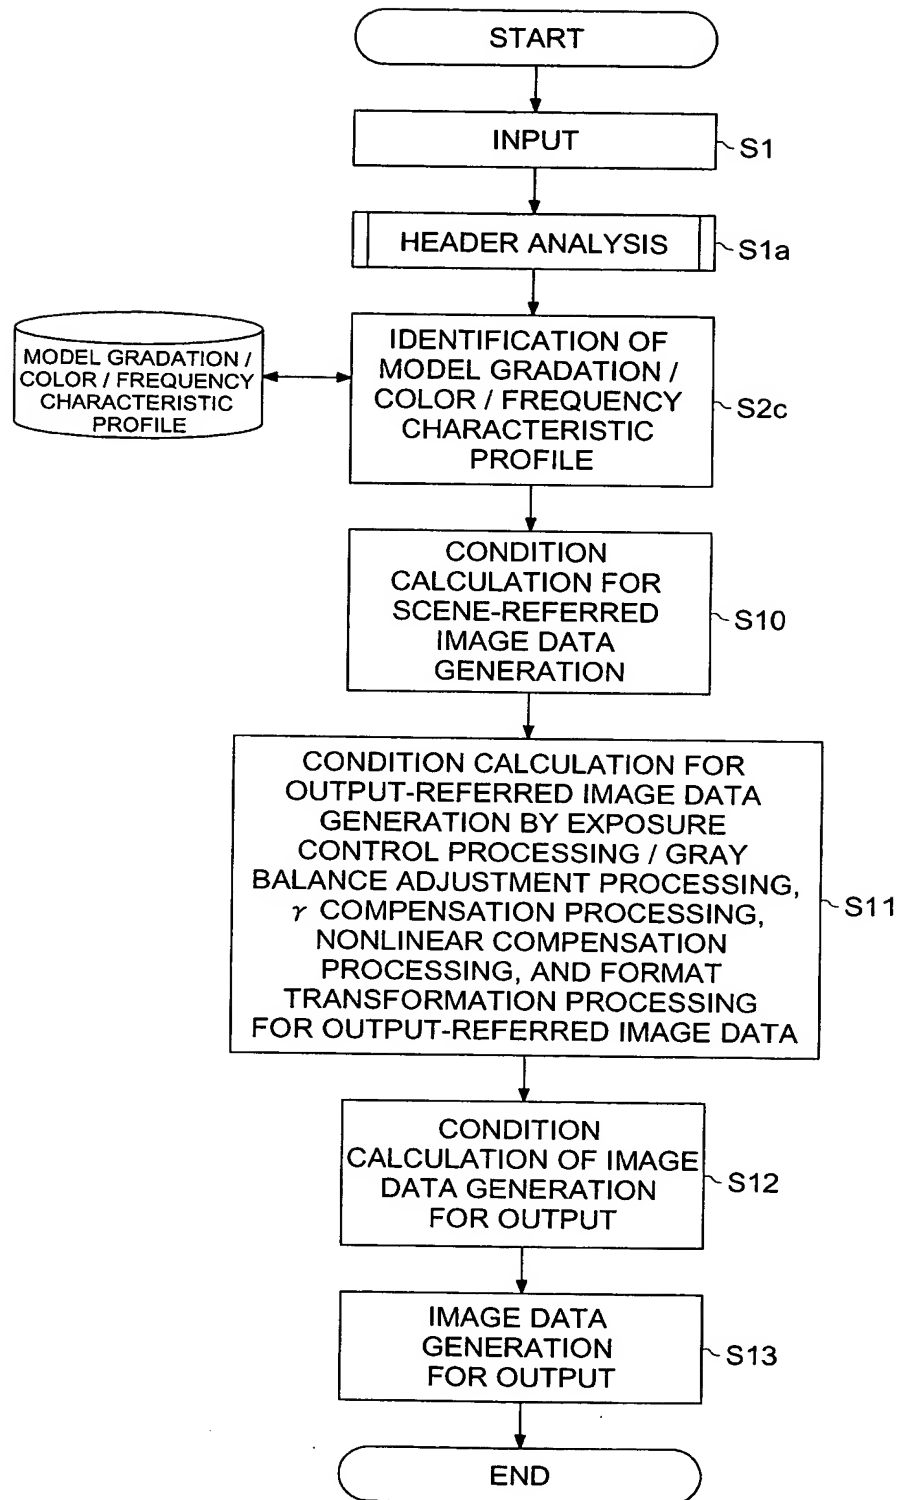 START
INPUT
S1
HEADER ANALYSIS
S1a
MODEL GRADATION /
COLOR / FREQUENCY
CHARACTERISTIC
PROFILE
IDENTIFICATION OF
MODEL GRADATION /
COLOR / FREQUENCY
CHARACTERISTIC
PROFILE
S2c
CONDITION
CALCULATION FOR
SCENE-REFERRED
IMAGE DATA
GENERATION
S10
CONDITION CALCULATION FOR
OUTPUT-REFERRED IMAGE DATA
GENERATION BY EXPOSURE
CONTROL PROCESSING / GRAY
BALANCE ADJUSTMENT PROCESSING,
γ COMPENSATION PROCESSING,
NONLINEAR COMPENSATION
PROCESSING, AND FORMAT
TRANSFORMATION PROCESSING
FOR OUTPUT-REFERRED IMAGE DATA
S11
CONDITION
CALCULATION OF IMAGE
DATA GENERATION
FOR OUTPUT
S12
IMAGE DATA
GENERATION
FOR OUTPUT
S13
END